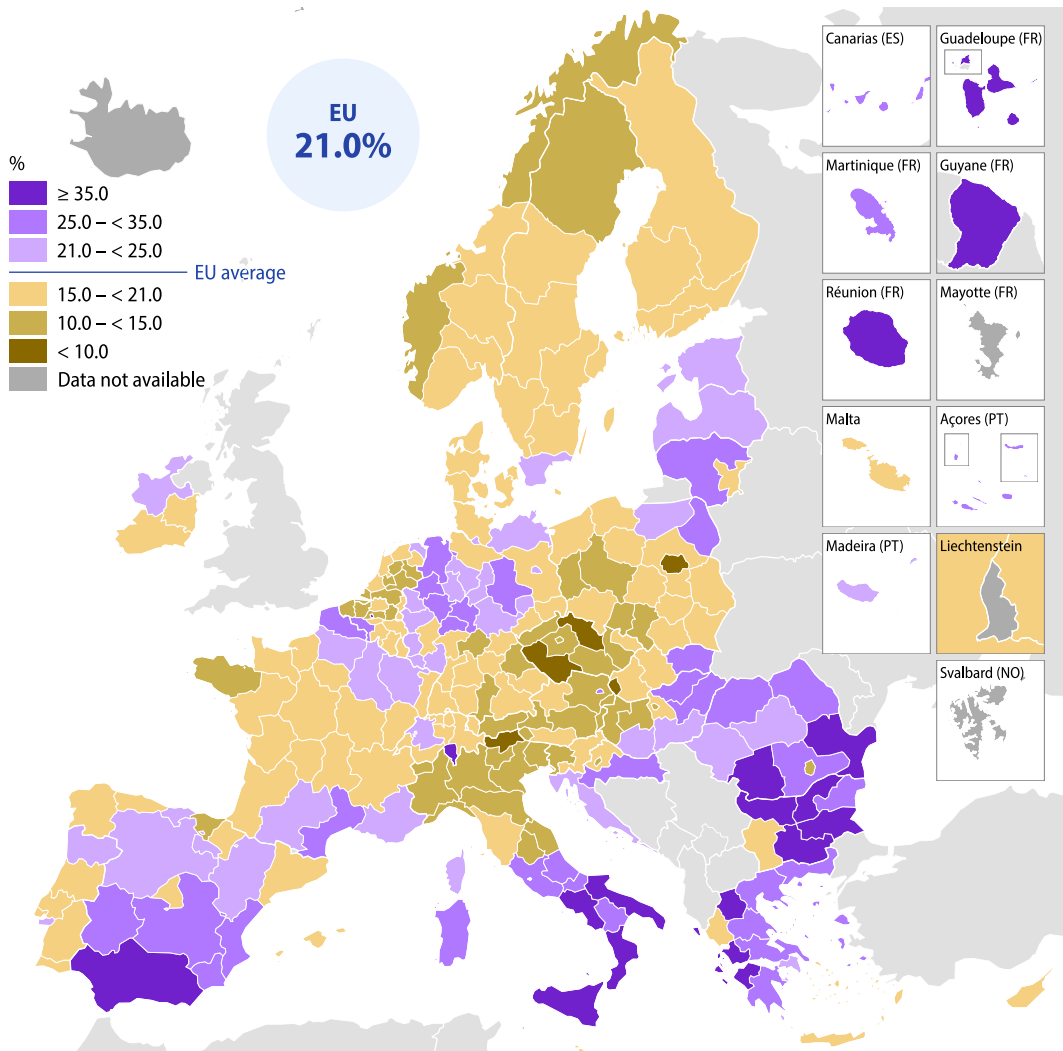 EU
21.0%
%
≥ 35.0
25.0 – < 35.0
21.0 – < 25.0
EU average
15.0 – < 21.0
10.0 – < 15.0
< 10.0
Data not available
Canarias (ES)
Guadeloupe (FR)
Martinique (FR)
Guyane (FR)
Réunion (FR)
Mayotte (FR)
Malta
Açores (PT)
Madeira (PT)
Liechtenstein
Svalbard (NO)